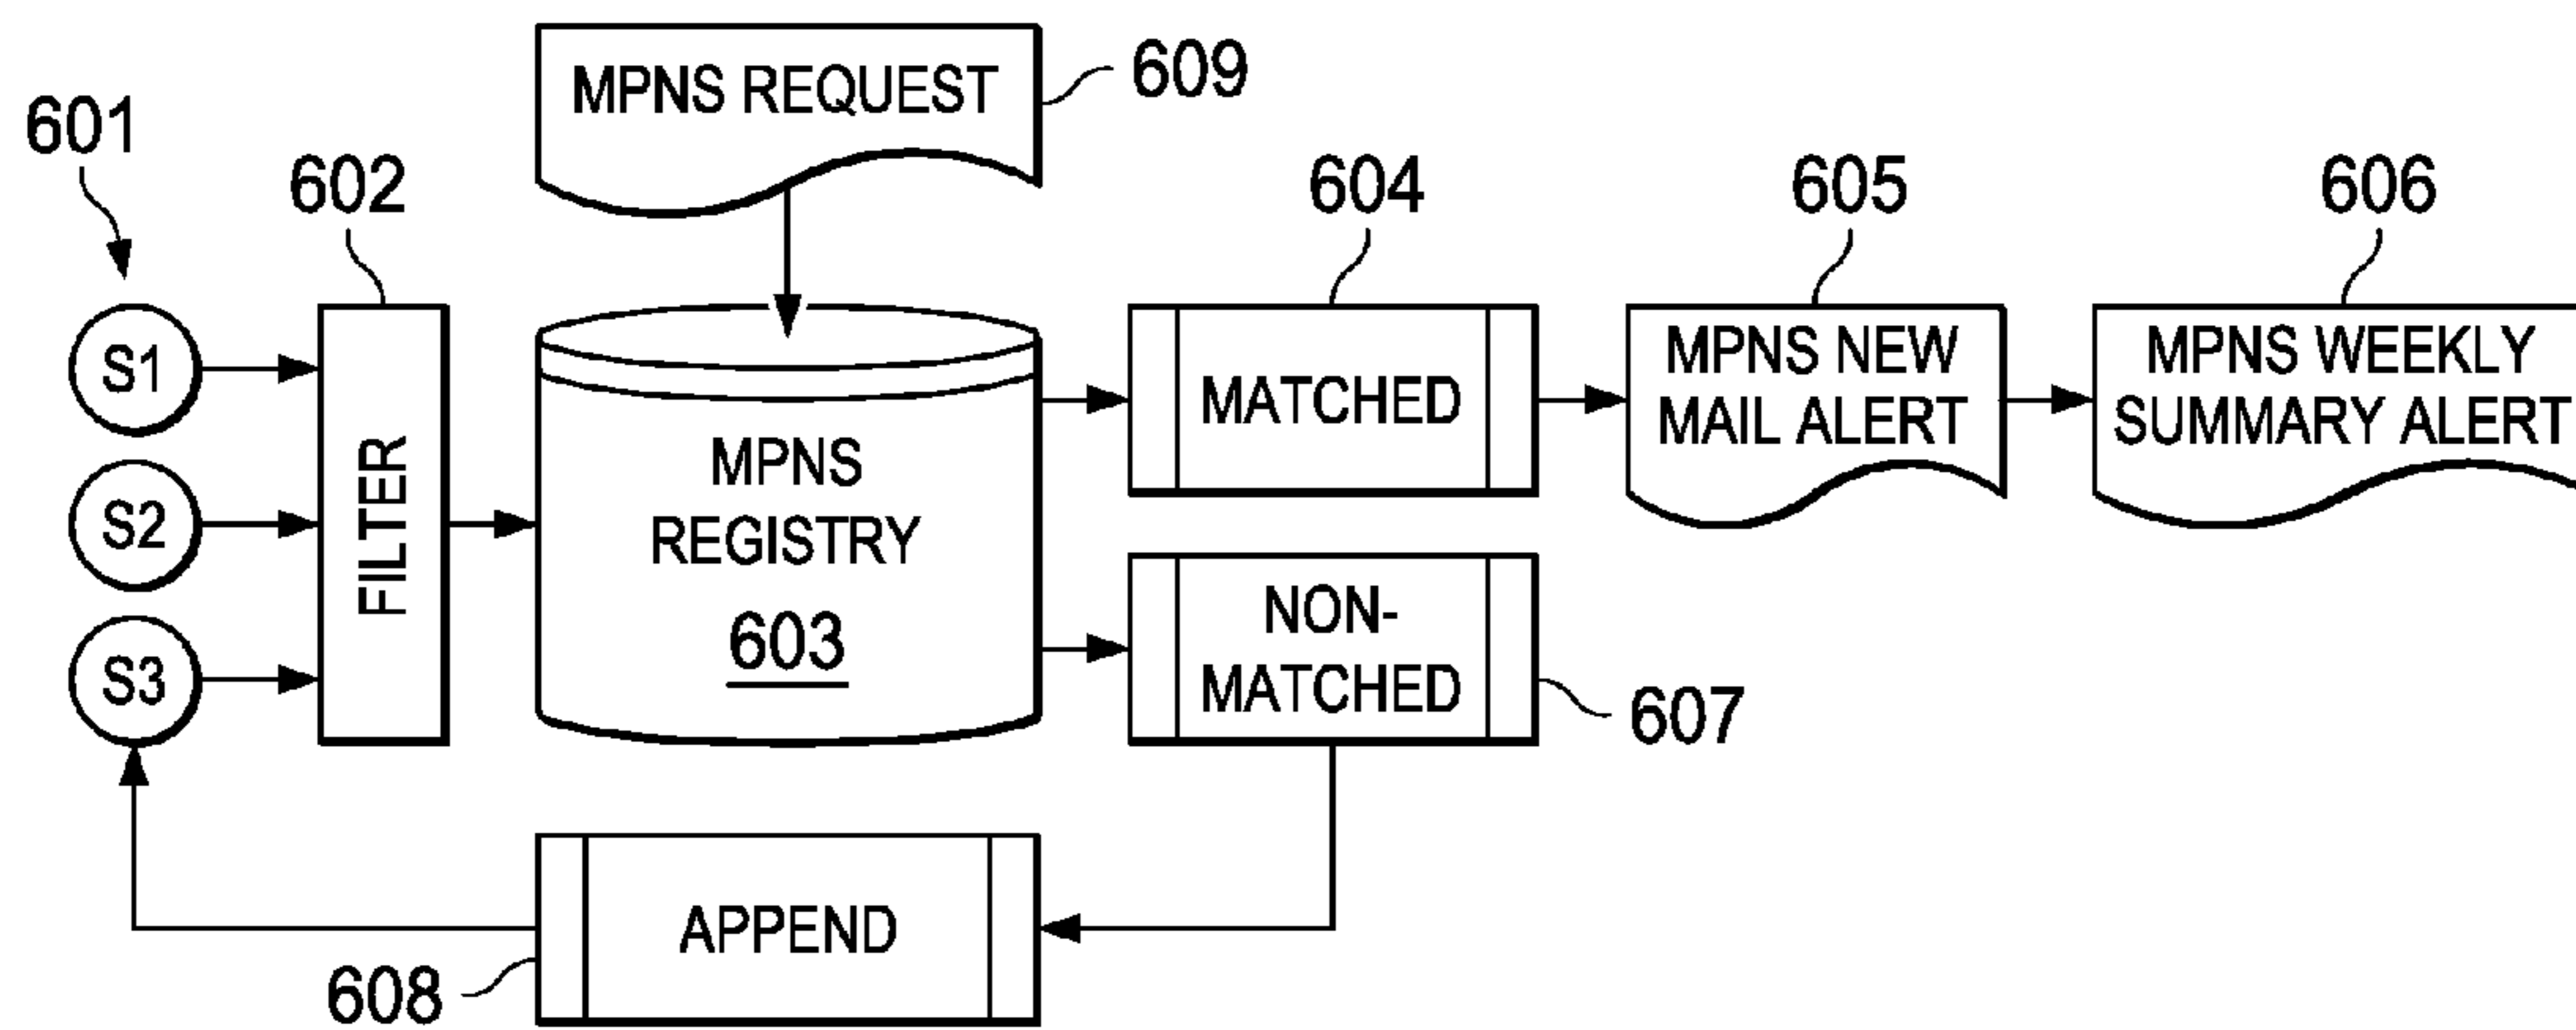 MPNS REQUEST
609
601
602
604
605
606
S1
S2
S3
FILTER
MPNS
REGISTRY
603
MATCHED
MPNS NEW
MAIL ALERT
MPNS WEEKLY
SUMMARY ALERT
NON-
MATCHED
607
APPEND
608